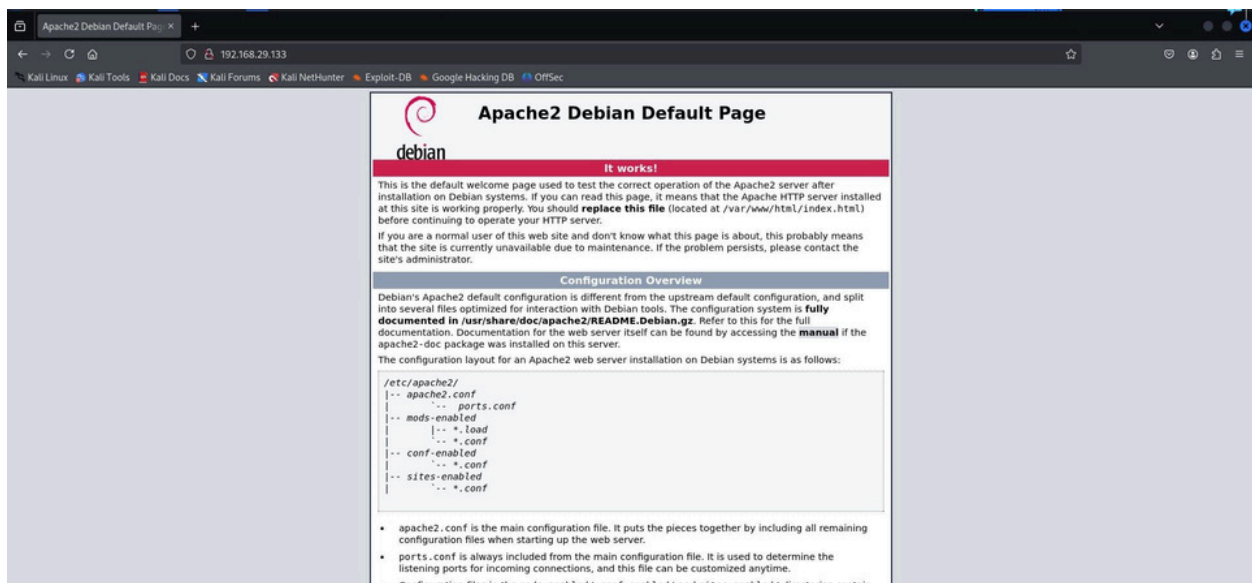 Apache2 Debian Default Pag
192.168.29.133
Kali Linux Kali Tools Kali Docs Kali Forums Kali NetHunter Exploit-DB Google Hacking DB OffSec
Apache2 Debian Default Page
debian
It works!
This is the default welcome page used to test the correct operation of the Apache2 server after
installation on Debian systems. If you can read this page, it means that the Apache HTTP server installed
at this site is working properly. You should replace this file (located at /var/www/html/index.html)
before continuing to operate your HTTP server.
If you are a normal user of this web site and don't know what this page is about, this probably means
that the site is currently unavailable due to maintenance. If the problem persists, please contact the
site's administrator.
Configuration Overview
Debian's Apache2 default configuration is different from the upstream default configuration, and split
into several files optimized for interaction with Debian tools. The configuration system is fully
documented in /usr/share/doc/apache2/README.Debian.gz. Refer to this for the full
documentation. Documentation for the web server itself can be found by accessing the manual if the
apache2-doc package was installed on this server.
The configuration layout for an Apache2 web server installation on Debian systems is as follows:
/etc/apache2/
|-- apache2.conf
|       `--  ports.conf
|-- mods-enabled
|       |-- *.load
|       `-- *.conf
|-- conf-enabled
|       `-- *.conf
|-- sites-enabled
|       `-- *.conf
• apache2.conf is the main configuration file. It puts the pieces together by including all remaining
configuration files when starting up the web server.
• ports.conf is always included from the main configuration file. It is used to determine the
listening ports for incoming connections, and this file can be customized anytime.